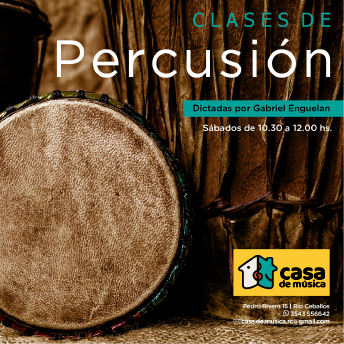 CLASES DE
Percusión
Dictadas por Gabriel Enguelan
Sábados de 10.30 a 12.00 hs.
casa
de música
Pedro Rivera 15 | Río Ceballos
3543 556642
casa.de.musica.rc@gmail.com